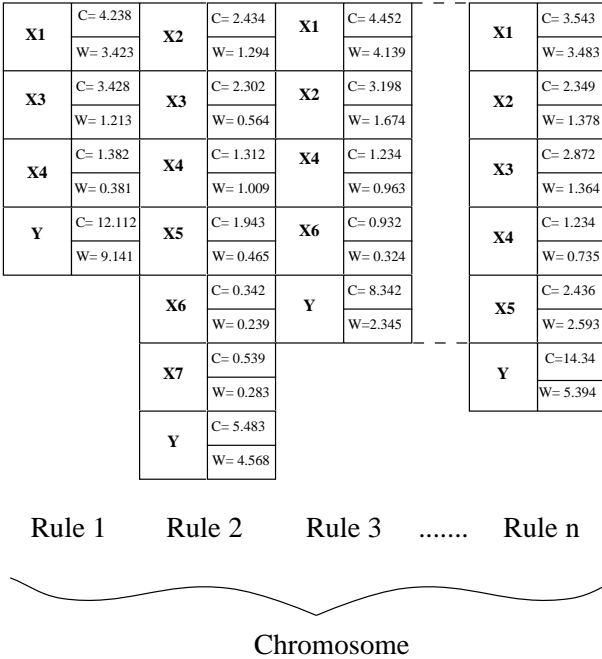 X1 C= 4.238 X2 C= 2.434 X1 C= 4.452 X1 C= 3.543
W= 3.423 W= 1.294 W= 4.139 W= 3.483
X3 C= 3.428 X3 C= 2.302 X2 C= 3.198 X2 C= 2.349
W= 1.213 W= 0.564 W= 1.674 W= 1.378
X4 C= 1.382 X4 C= 1.312 X4 C= 1.234 X3 C= 2.872
W= 0.381 W= 1.009 W= 0.963 W= 1.364
Y C= 12.112 X5 C= 1.943 X6 C= 0.932 X4 C= 1.234
W= 9.141 W= 0.465 W= 0.324 W= 0.735
X6 C= 0.342 Y C= 8.342 X5 C= 2.436
W= 0.239 W=2.345 W= 2.593
X7 C= 0.539 Y C=14.34
W= 0.283 W= 5.394
Y C= 5.483
W= 4.568
Rule 1 Rule 2 Rule 3 ....... Rule n
Chromosome